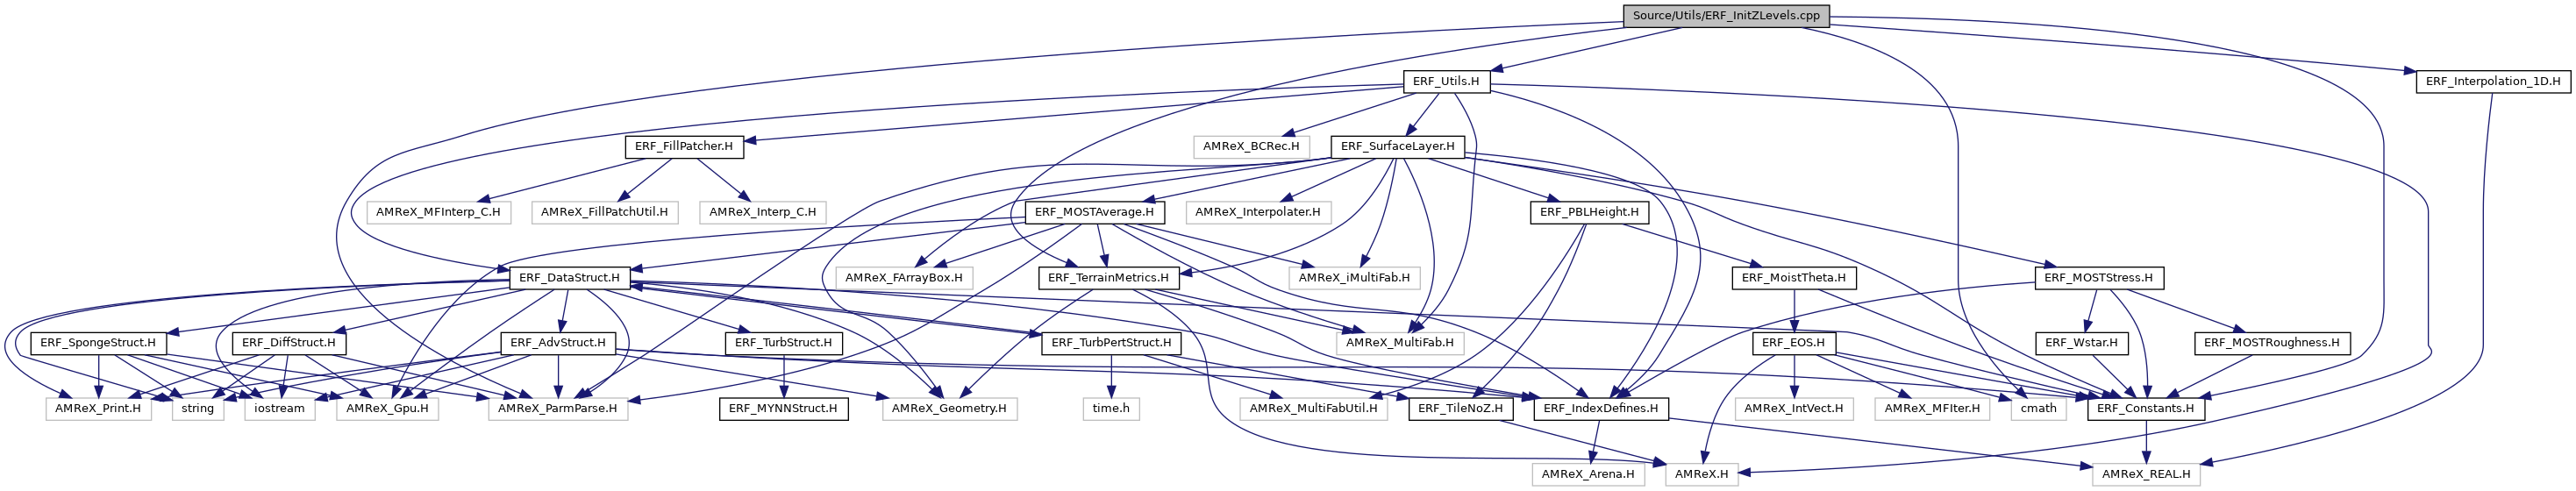 Source/Utils/ERF_InitZLevels.cpp
ERF_Utils.H
ERF_Interpolation_1D.H
ERF_FillPatcher.H
AMReX_BCRec.H
ERF_SurfaceLayer.H
AMReX_MFInterp_C.H
AMReX_FillPatchUtil.H
AMReX_Interp_C.H
ERF_MOSTAverage.H
AMReX_Interpolater.H
ERF_PBLHeight.H
ERF_DataStruct.H
AMReX_FArrayBox.H
ERF_TerrainMetrics.H
AMReX_iMultiFab.H
ERF_MoistTheta.H
ERF_MOSTStress.H
ERF_SpongeStruct.H
ERF_DiffStruct.H
ERF_AdvStruct.H
ERF_TurbStruct.H
ERF_TurbPertStruct.H
AMReX_MultiFab.H
ERF_EOS.H
ERF_Wstar.H
ERF_MOSTRoughness.H
AMReX_Print.H
string
iostream
AMReX_Gpu.H
AMReX_ParmParse.H
ERF_MYNNStruct.H
AMReX_Geometry.H
time.h
AMReX_MultiFabUtil.H
ERF_TileNoZ.H
ERF_IndexDefines.H
AMReX_IntVect.H
AMReX_MFIter.H
cmath
ERF_Constants.H
AMReX_Arena.H
AMReX.H
AMReX_REAL.H